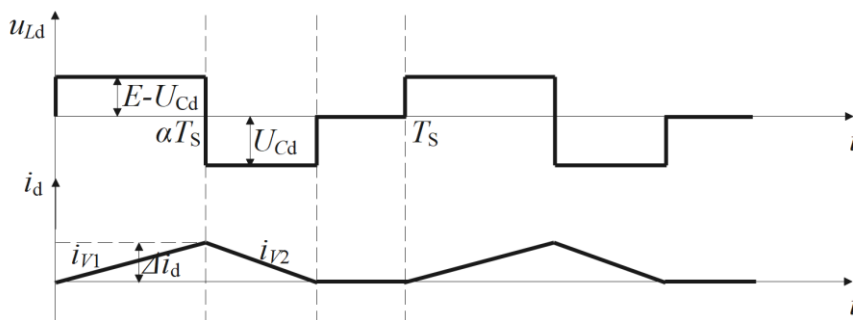 u_Ld
E-U_Cd
αT_S
U_Cd
T_S
t
i_d
i_V1
Δi_d
i_V2
t